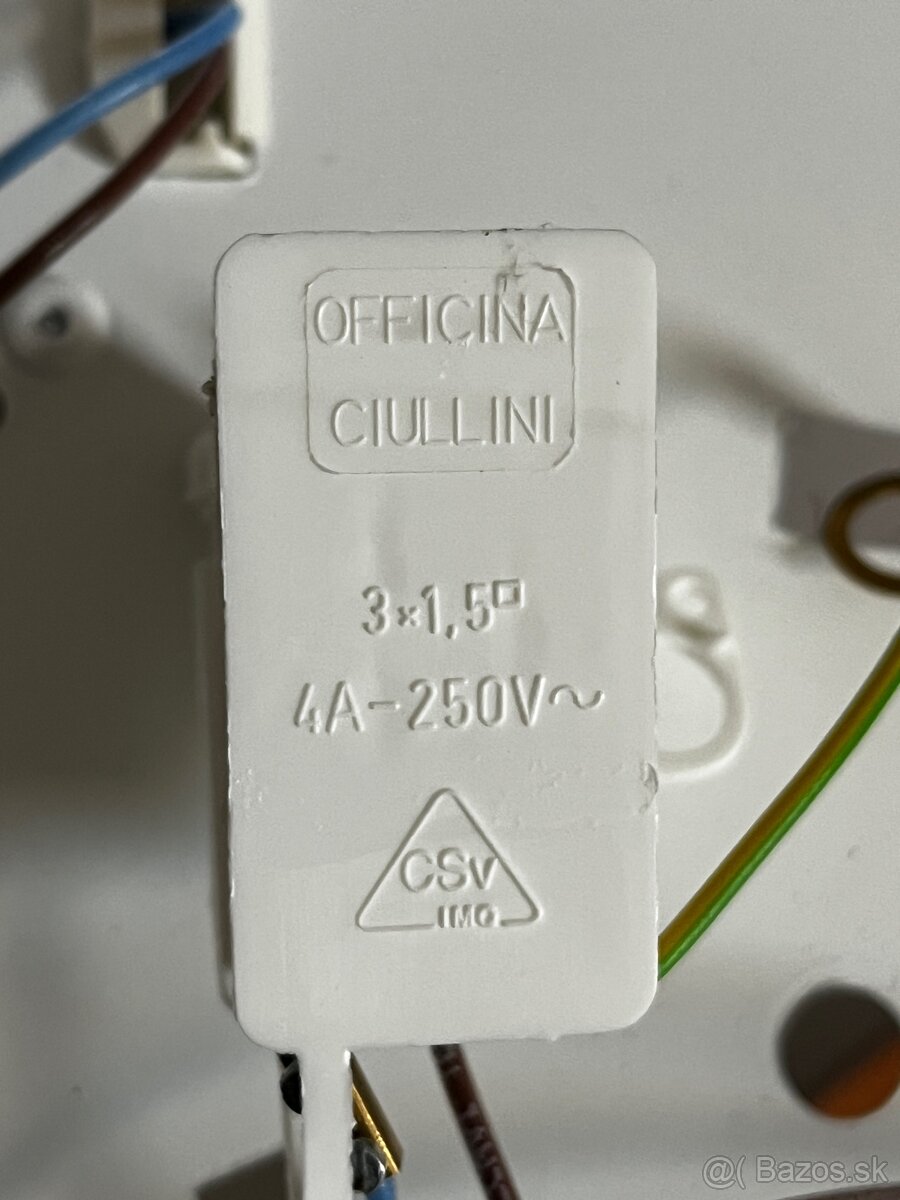 OFFICINA
CIULLINI
3×1,5□
4A-250V~
CSV
IMQ
@( Bazos.sk